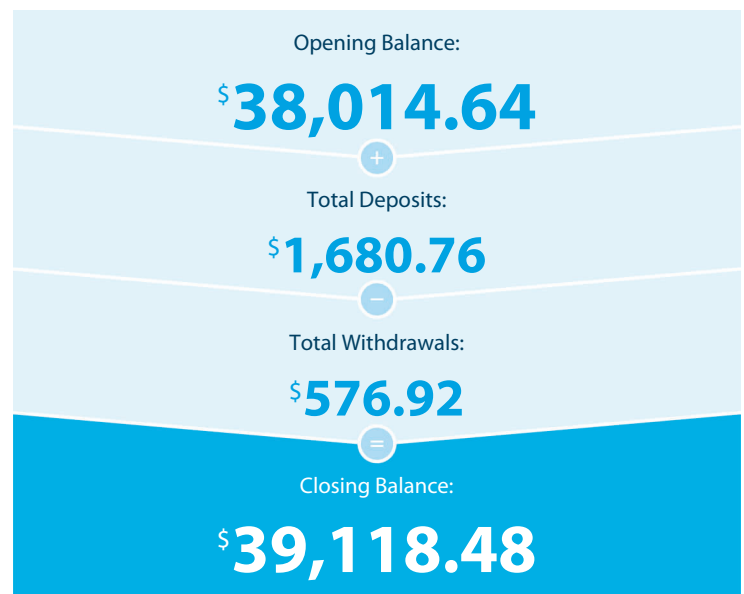 Opening Balance:
$38,014.64
+
Total Deposits:
$1,680.76
−
Total Withdrawals:
$576.92
=
Closing Balance:
$39,118.48